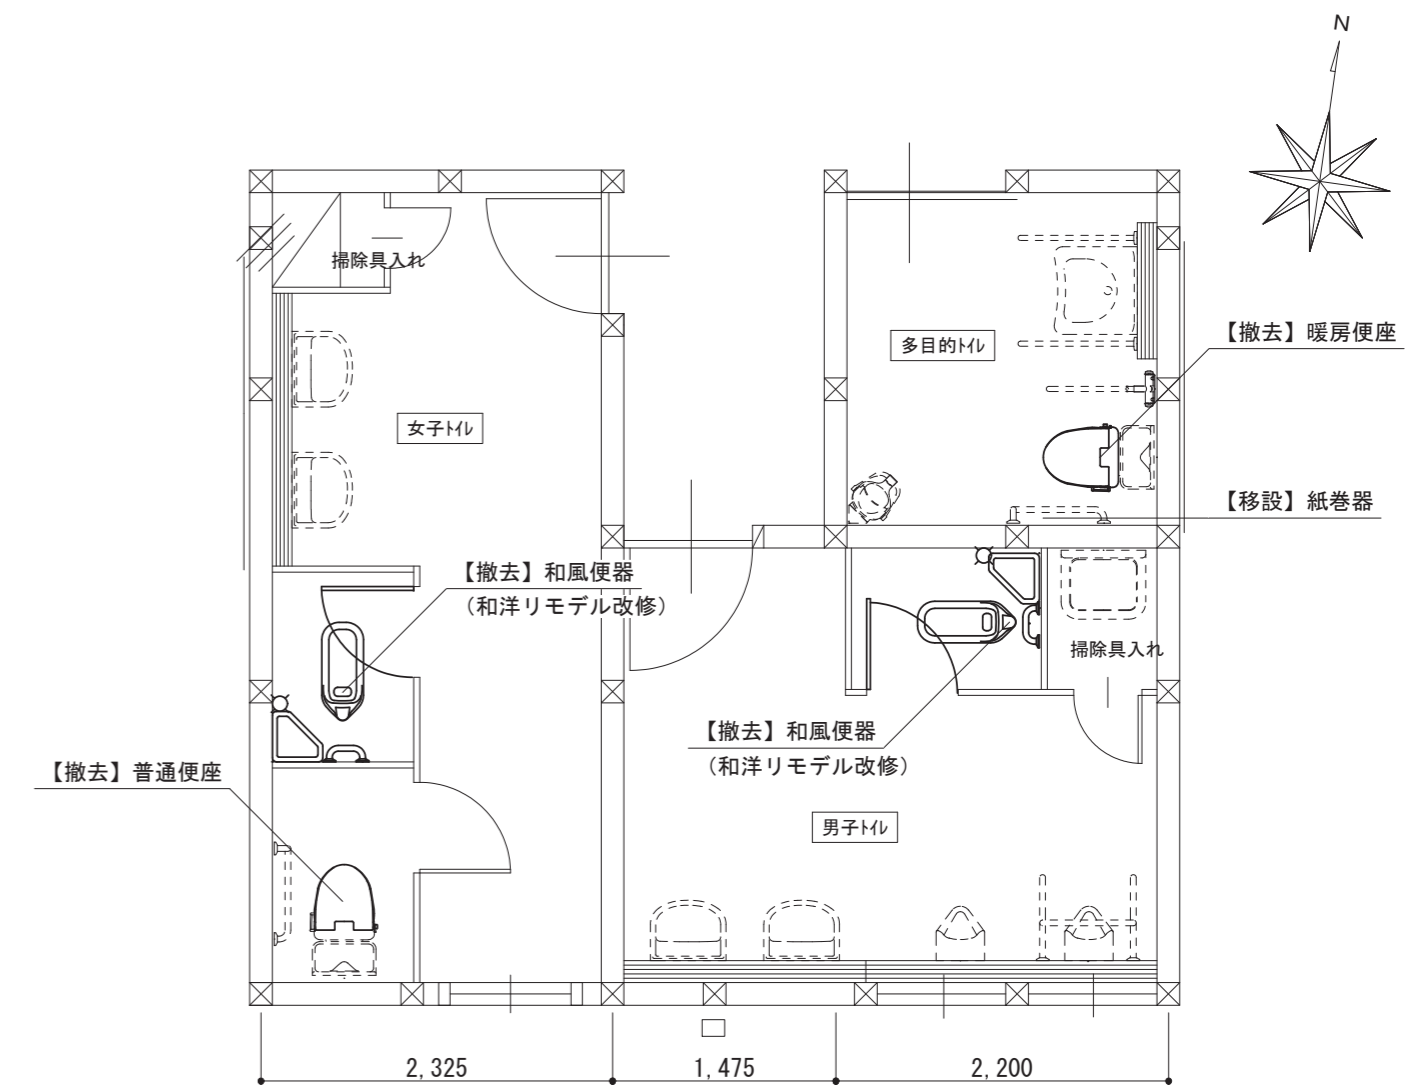 N
掃除具入れ
多目的ﾄｲﾚ
【撤去】暖房便座
女子ﾄｲﾚ
【移設】紙巻器
【撤去】和風便器
（和洋リモデル改修）
掃除具入れ
【撤去】和風便器
（和洋リモデル改修）
【撤去】普通便座
男子ﾄｲﾚ
2,325
1,475
2,200